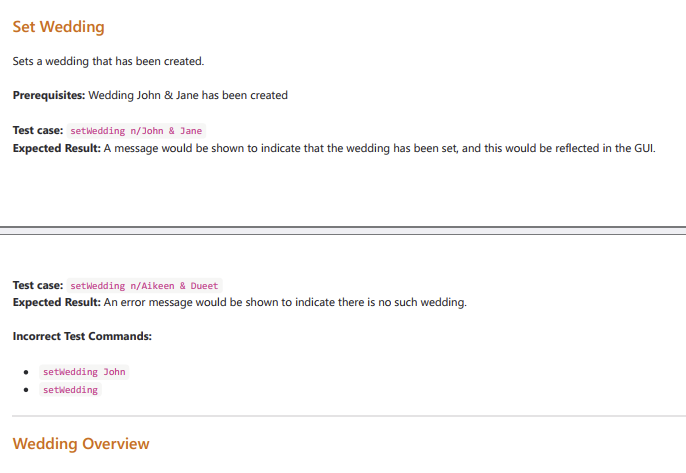 Set Wedding
Sets a wedding that has been created.
Prerequisites: Wedding John & Jane has been created
Test case: setWedding n/John & Jane
Expected Result: A message would be shown to indicate that the wedding has been set, and this would be reflected in the GUI.
Test case: setWedding n/Aikeen & Dueet
Expected Result: An error message would be shown to indicate there is no such wedding.
Incorrect Test Commands:
• setWedding John
• setWedding
Wedding Overview